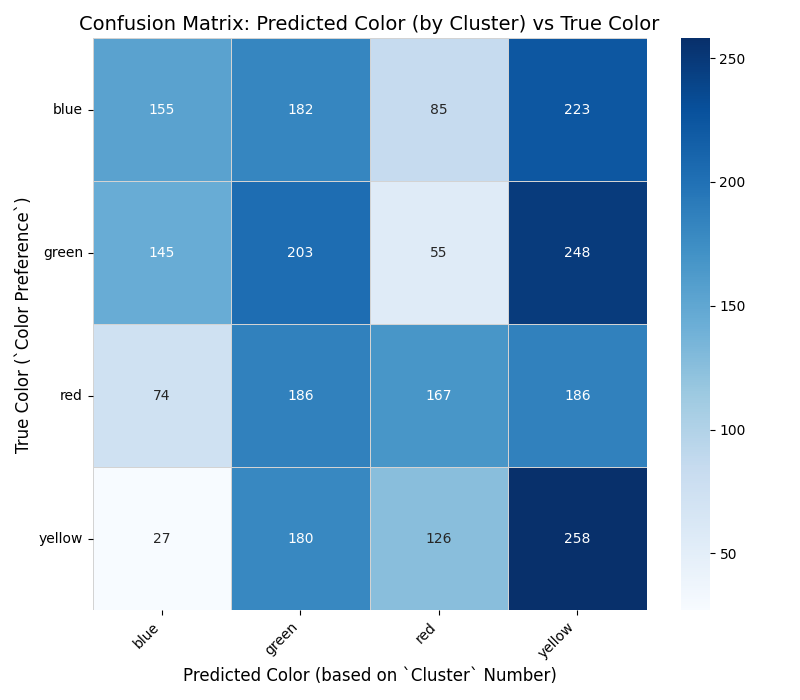 Confusion Matrix: Predicted Color (by Cluster) vs True Color
True Color (`Color Preference`)
blue 155 182 85 223
green 145 203 55 248
red 74 186 167 186
yellow 27 180 126 258
blue green red yellow
Predicted Color (based on `Cluster` Number)
250
200
150
100
50